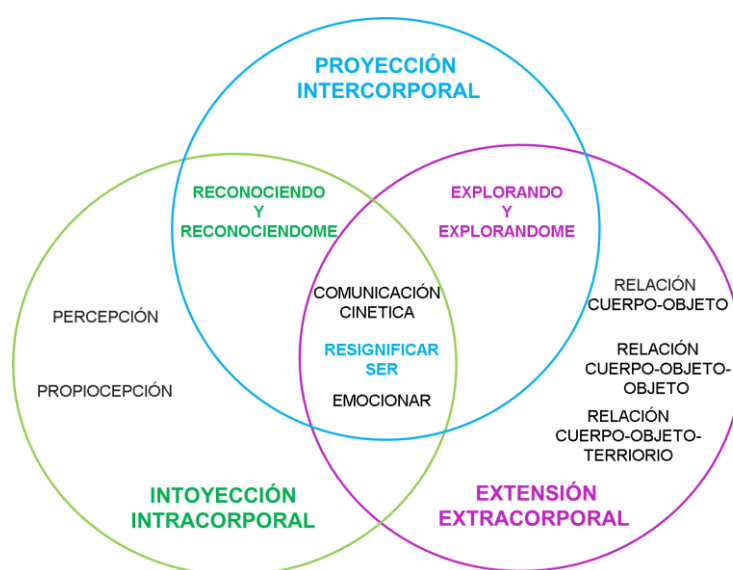 PROYECCIÓN
INTERCORPORAL
RECONOCIENDO
Y
RECONOCIENDOME
EXPLORANDO
Y
EXPLORANDOME
COMUNICACIÓN
CINETICA
RESIGNIFICAR
SER
EMOCIONAR
PERCEPCIÓN
PROPIOCEPCIÓN
RELACIÓN
CUERPO-OBJETO
RELACIÓN
CUERPO-OBJETO-
OBJETO
RELACIÓN
CUERPO-OBJETO-
TERRIORIO
INTOYECCIÓN
INTRACORPORAL
EXTENSIÓN
EXTRACORPORAL